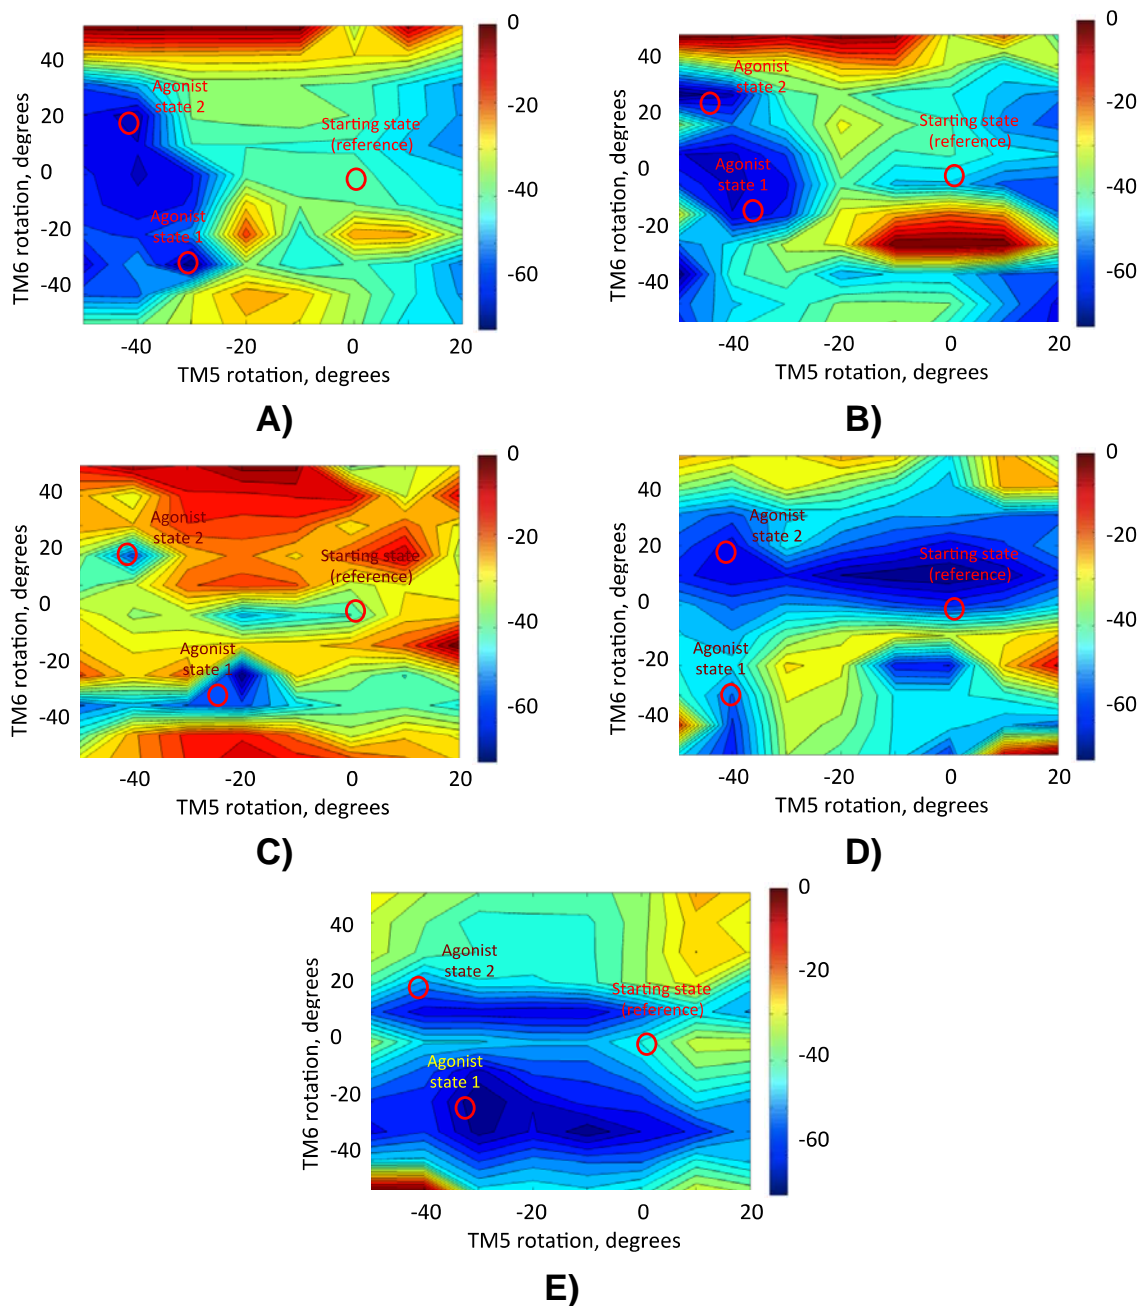 0
40
Agonist
state 2
20
Starting state
(reference)
-20
TM6 rotation, degrees
0
-40
Agonist
state 1
-20
-60
-40
-40
-20
0
20
TM5 rotation, degrees
A)
0
40
Agonist
state 2
20
Starting state
(reference)
-20
TM6 rotation, degrees
0
Agonist
state 1
-40
-20
-60
-40
-40
-20
0
20
TM5 rotation, degrees
B)
0
40
Agonist
state 2
20
Starting state
(reference)
-20
TM6 rotation, degrees
0
-40
Agonist
state 1
-20
-60
-40
-40
-20
0
20
TM5 rotation, degrees
C)
0
40
Agonist
state 2
20
Starting state
(reference)
-20
TM6 rotation, degrees
0
-40
Agonist
state 1
-20
-60
-40
-40
-20
0
20
TM5 rotation, degrees
D)
0
40
Agonist
state 2
20
Starting state
(reference)
-20
TM6 rotation, degrees
0
-40
Agonist
state 1
-20
-60
-40
-40
-20
0
20
TM5 rotation, degrees
E)